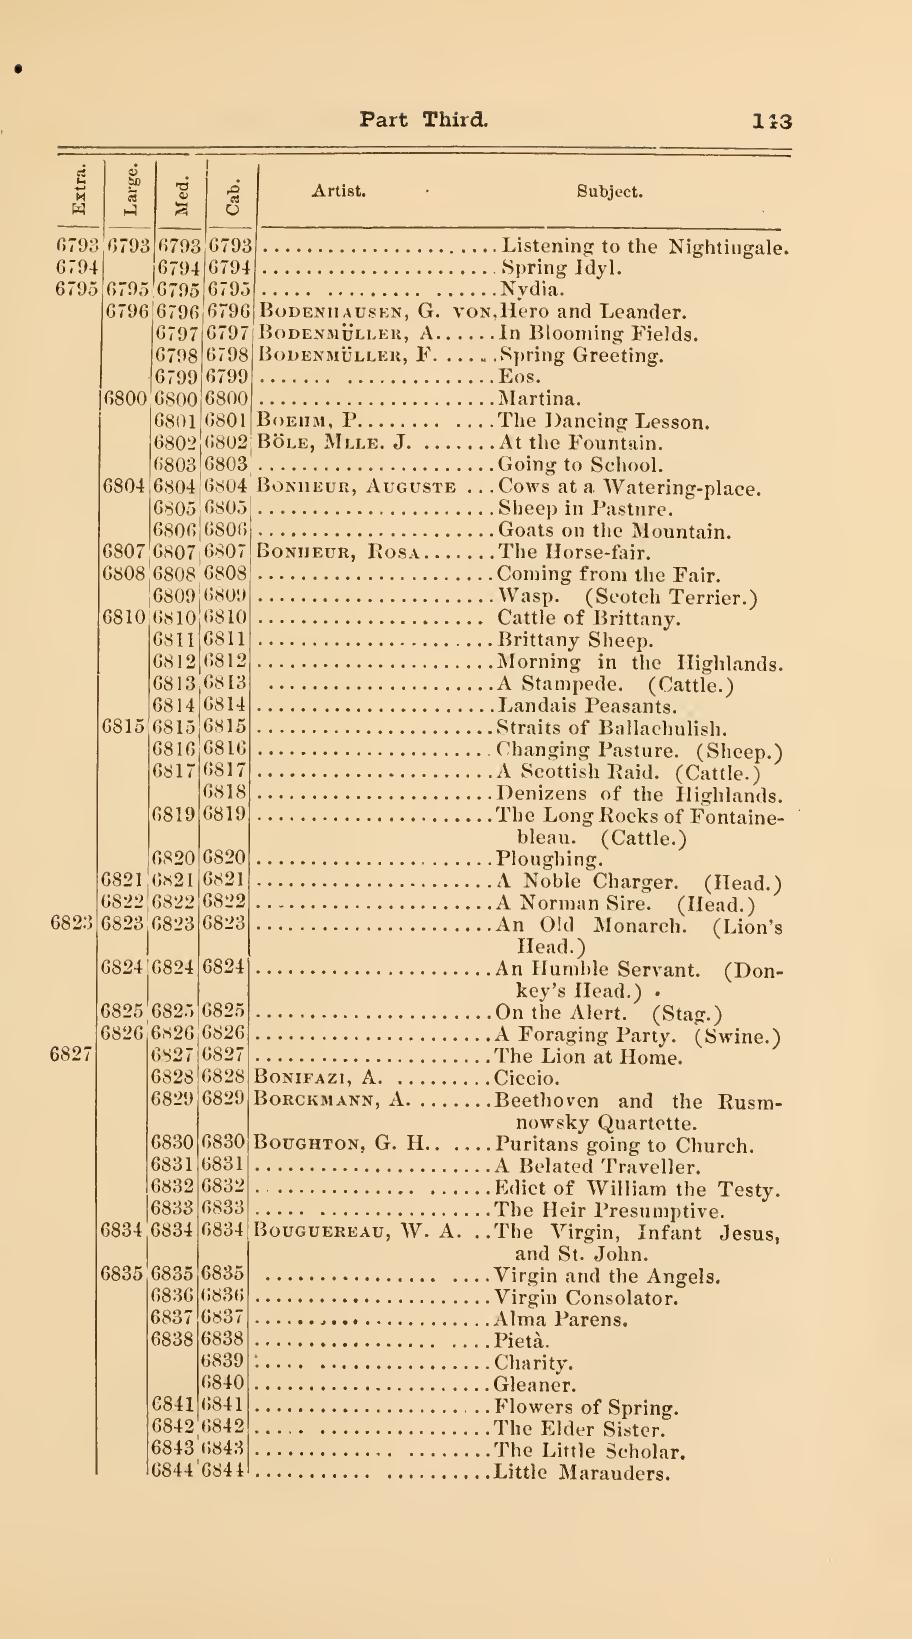 Part Third. 143
Extra. Large. Med. Cab. Artist. Subject.
6793 6793 6793 6793 ...................... Listening to the Nightingale.
6794 6794 6794 ...................... Spring Idyl.
6795 6795 6795 6795 ..... ......... ...... Nydia.
6796 6796 6796 BODENHAUSEN, G. VON, Hero and Leander.
6797 6797 BODENMÜLLER, A...... In Blooming Fields.
6798 6798 BODENMÜLLER, F. ..... Spring Greeting.
6799 6799 ....... .............. Eos.
6800 6800 6800 ...................... Martina.
6801 6801 BOEHM, P........ .... The Dancing Lesson.
6802 6802 BÖLE, MLLE. J. ....... At the Fountain.
6803 6803 ...................... Going to School.
6804 6804 6804 BONHEUR, AUGUSTE ... Cows at a Watering-place.
6805 6805 ...................... Sheep in Pasture.
6806 6806 ...................... Goats on the Mountain.
6807 6807 6807 BONHEUR, ROSA....... The Horse-fair.
6808 6808 6808 ...................... Coming from the Fair.
6809 6809 ...................... Wasp. (Scotch Terrier.)
6810 6810 6810 ..................... Cattle of Brittany.
6811 6811 ...................... Brittany Sheep.
6812 6812 ...................... Morning in the Highlands.
6813 6813 ..................... A Stampede. (Cattle.)
6814 6814 ...................... Landais Peasants.
6815 6815 6815 ...................... Straits of Ballachulish.
6816 6816 ...................... Changing Pasture. (Sheep.)
6817 6817 ...................... A Scottish Raid. (Cattle.)
6818 ...................... Denizens of the Highlands.
6819 6819 ...................... The Long Rocks of Fontaine-
bleau. (Cattle.)
6820 6820 ...................... Ploughing.
6821 6821 6821 ...................... A Noble Charger. (Head.)
6822 6822 6822 ...................... A Norman Sire. (Head.)
6823 6823 6823 6823 ...................... An Old Monarch. (Lion's
Head.)
6824 6824 6824 ...................... An Humble Servant. (Don-
key's Head.)
6825 6825 6825 ...................... On the Alert. (Stag.)
6826 6826 6826 ...................... A Foraging Party. (Swine.)
6827 6827 6827 ...................... The Lion at Home.
6828 6828 BONIFAZI, A. ......... Ciccio.
6829 6829 BORCKMANN, A. ....... Beethoven and the Rusm-
nowsky Quartette.
6830 6830 BOUGHTON, G. H.. .... Puritans going to Church.
6831 6831 ...................... A Belated Traveller.
6832 6832 ............... ...... Edict of William the Testy.
6833 6833 ..... ................ The Heir Presumptive.
6834 6834 6834 BOUGUEREAU, W. A. .. The Virgin, Infant Jesus,
and St. John.
6835 6835 6835 ................ .... Virgin and the Angels.
6836 6836 ...................... Virgin Consolator.
6837 6837 ...................... Alma Parens.
6838 6838 ................. .... Pietà.
6839 ..... ................ Charity.
6840 ...................... Gleaner.
6841 6841 ...................... Flowers of Spring.
6842 6842 ..... ................ The Elder Sister.
6843 6843 ............. ........ The Little Scholar.
6844 6844 ........... .......... Little Marauders.